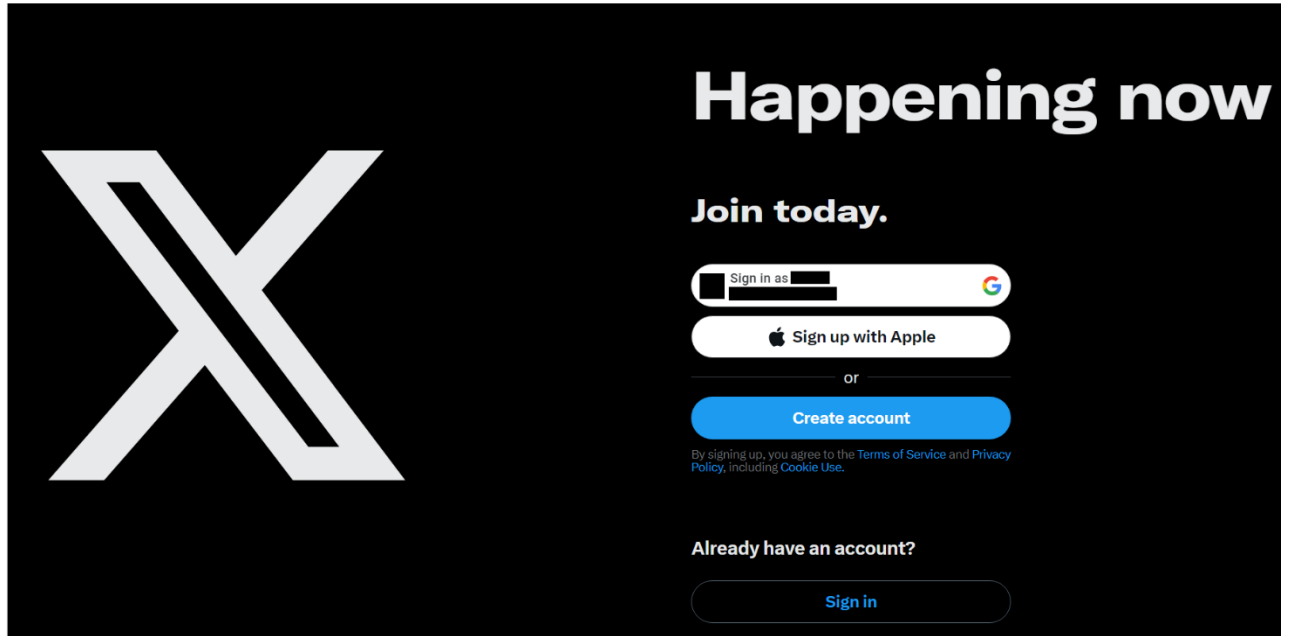 Happening now
Join today.
Sign in as
Sign up with Apple
or
Create account
By signing up, you agree to the Terms of Service and Privacy
Policy, including Cookie Use.
Already have an account?
Sign in